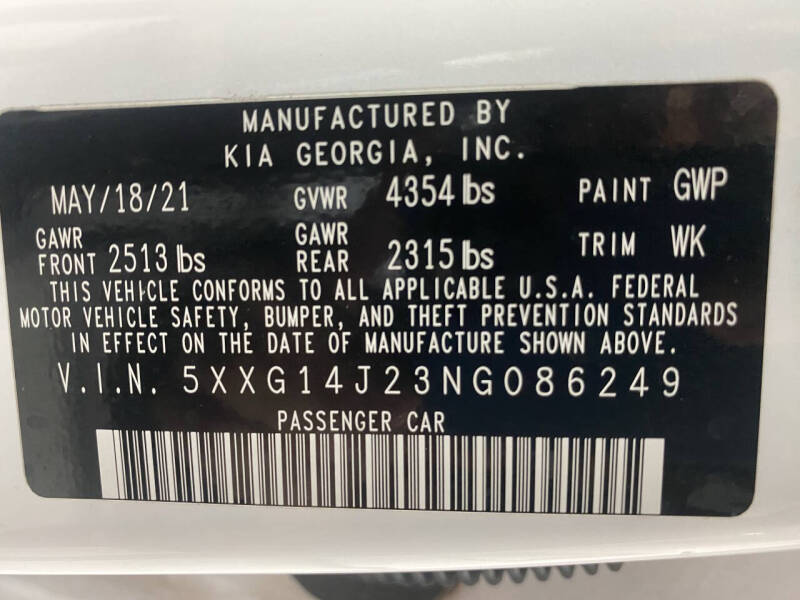 MANUFACTURED BY
KIA GEORGIA, INC.
MAY/18/21 GVWR 4354 lbs PAINT GWP
GAWR FRONT 2513 lbs GAWR REAR 2315 lbs TRIM WK
THIS VEHICLE CONFORMS TO ALL APPLICABLE U.S.A. FEDERAL
MOTOR VEHICLE SAFETY, BUMPER, AND THEFT PREVENTION STANDARDS
IN EFFECT ON THE DATE OF MANUFACTURE SHOWN ABOVE.
V.I.N. 5XXG14J23NG086249
PASSENGER CAR